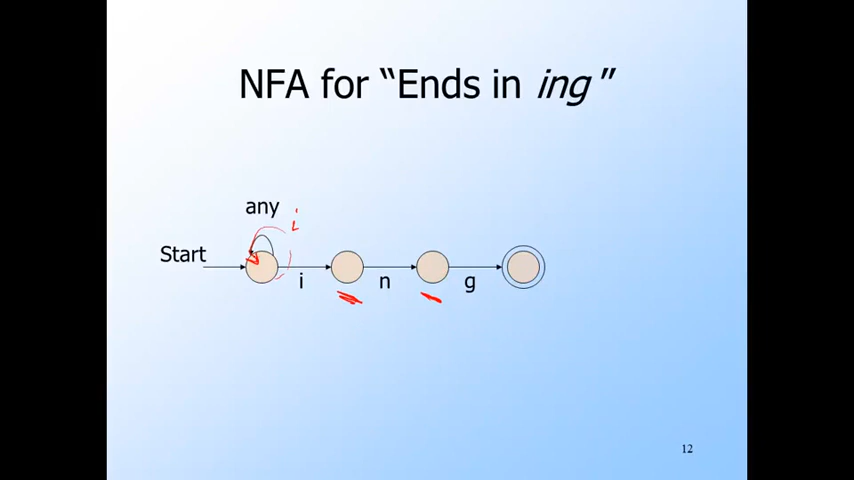 NFA for “Ends in ing ”
any
i
Start
i
n
g
12